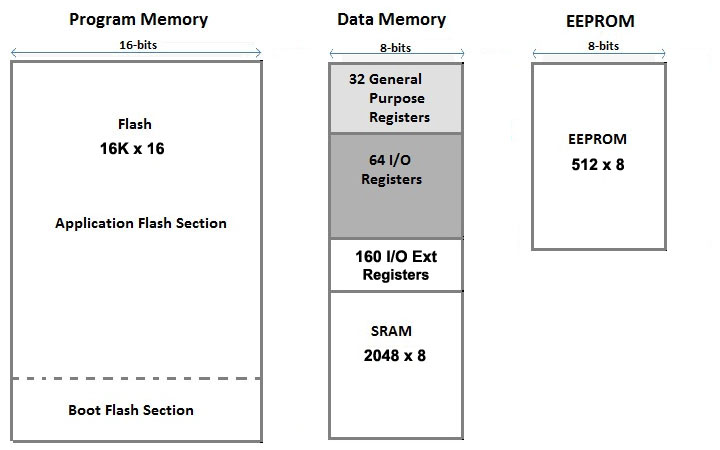 Program Memory
16-bits
Flash
16K x 16
Application Flash Section
Boot Flash Section
Data Memory
8-bits
32 General
Purpose
Registers
64 I/O
Registers
160 I/O Ext
Registers
SRAM
2048 x 8
EEPROM
8-bits
EEPROM
512 x 8